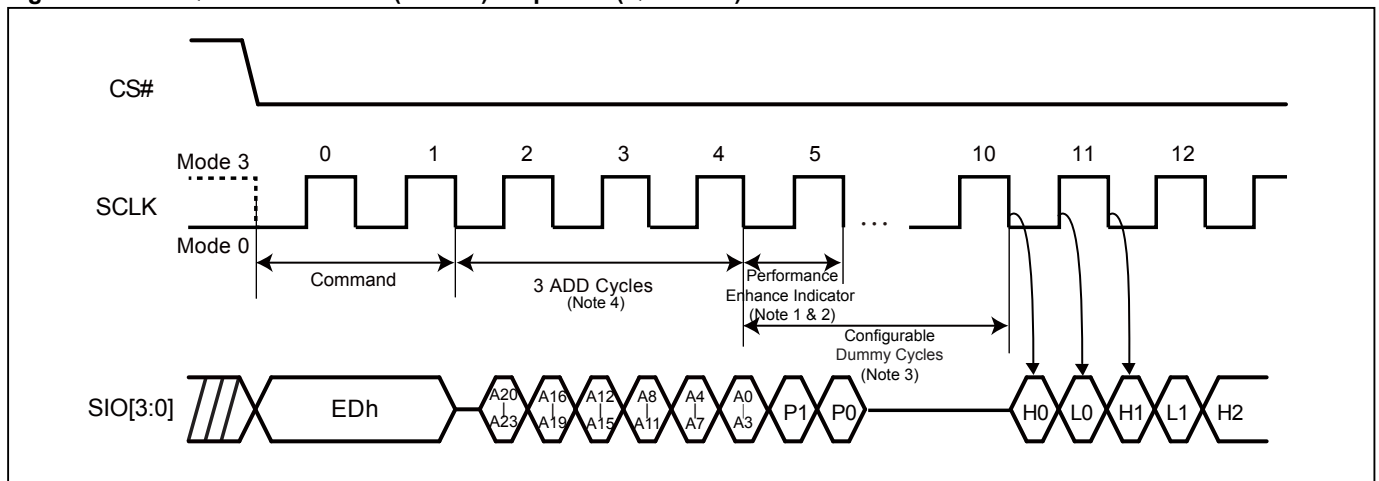 CS#
Mode 3
0 1 2 3 4 5 10 11 12
SCLK
...
Mode 0
Command
3 ADD Cycles
(Note 4)
Performance
Enhance Indicator
(Note 1 & 2)
Configurable
Dummy Cycles
(Note 3)
SIO[3:0]
EDh
A20 | A23
A16 | A19
A12 | A15
A8 | A11
A4 | A7
A0 | A3
P1
P0
H0
L0
H1
L1
H2